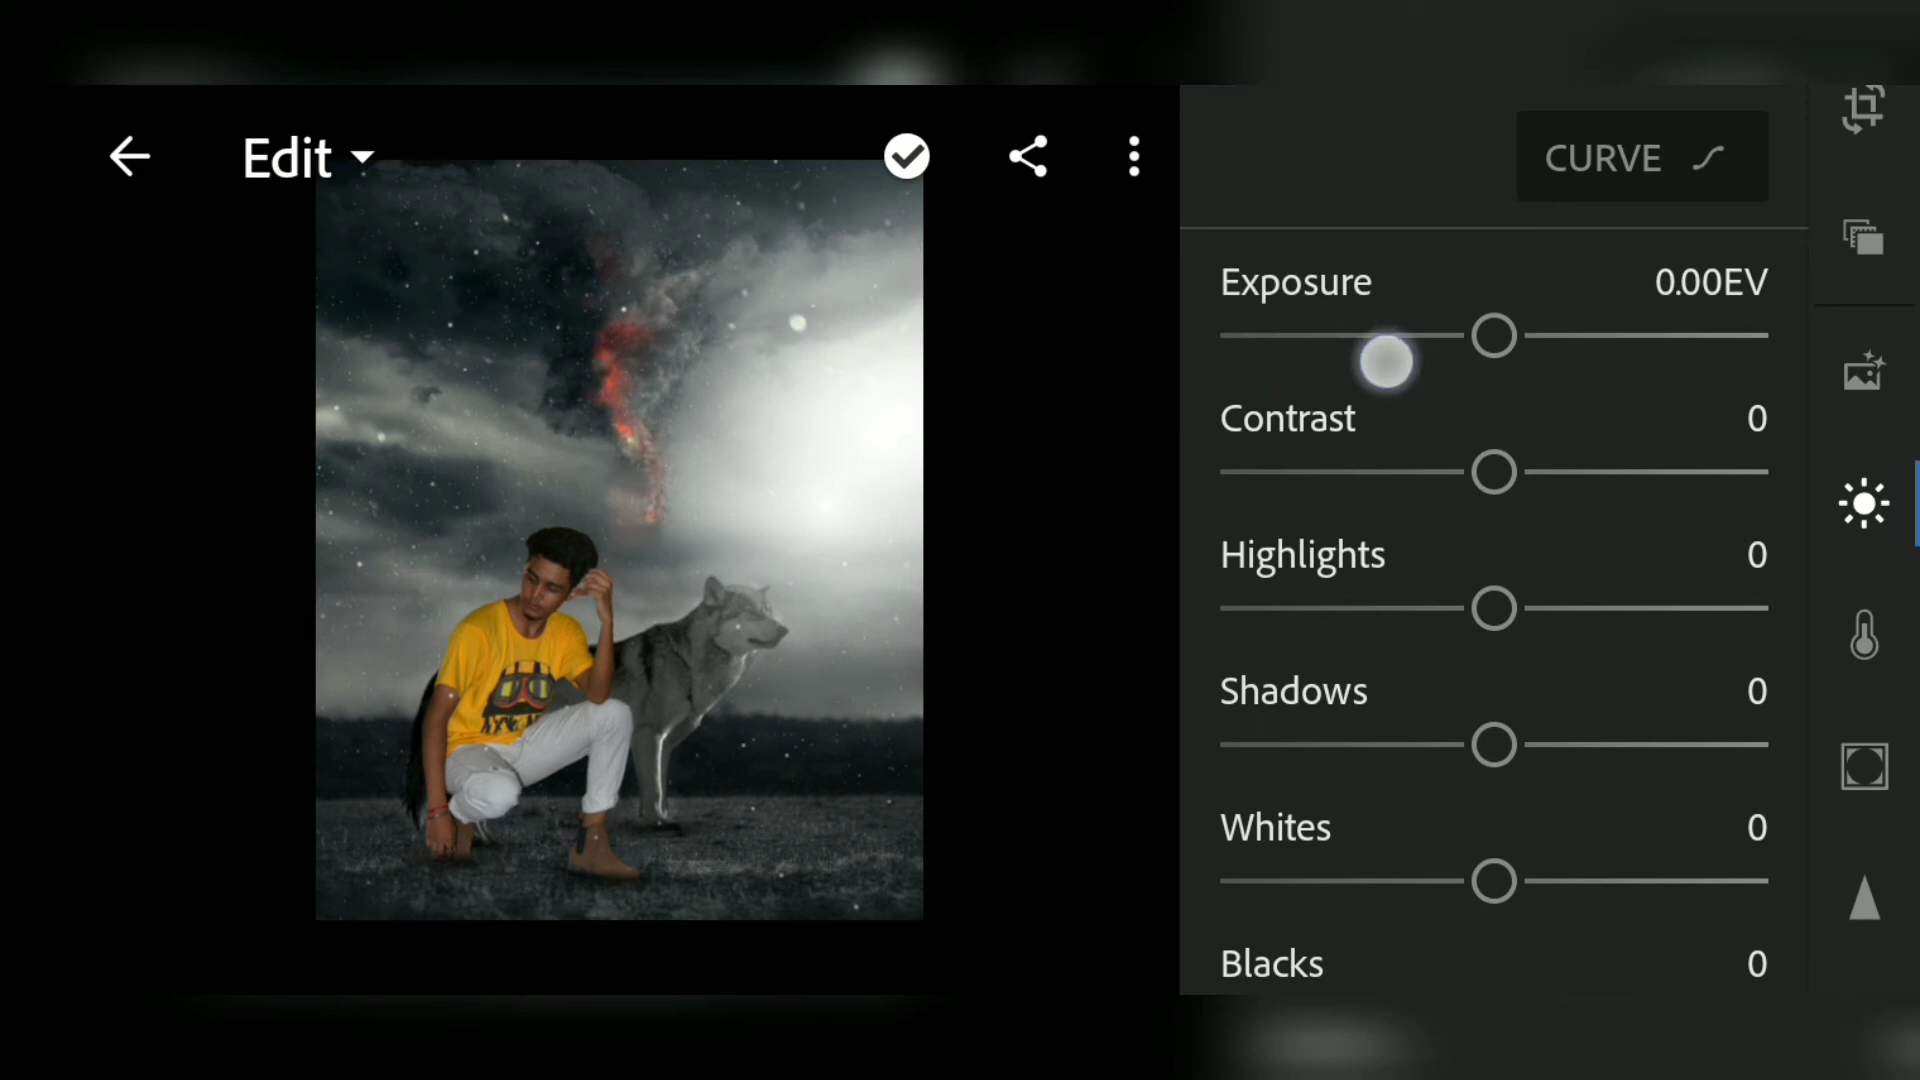 Edit
CURVE
Exposure 0.00EV
Contrast 0
Highlights 0
Shadows 0
Whites 0
Blacks 0